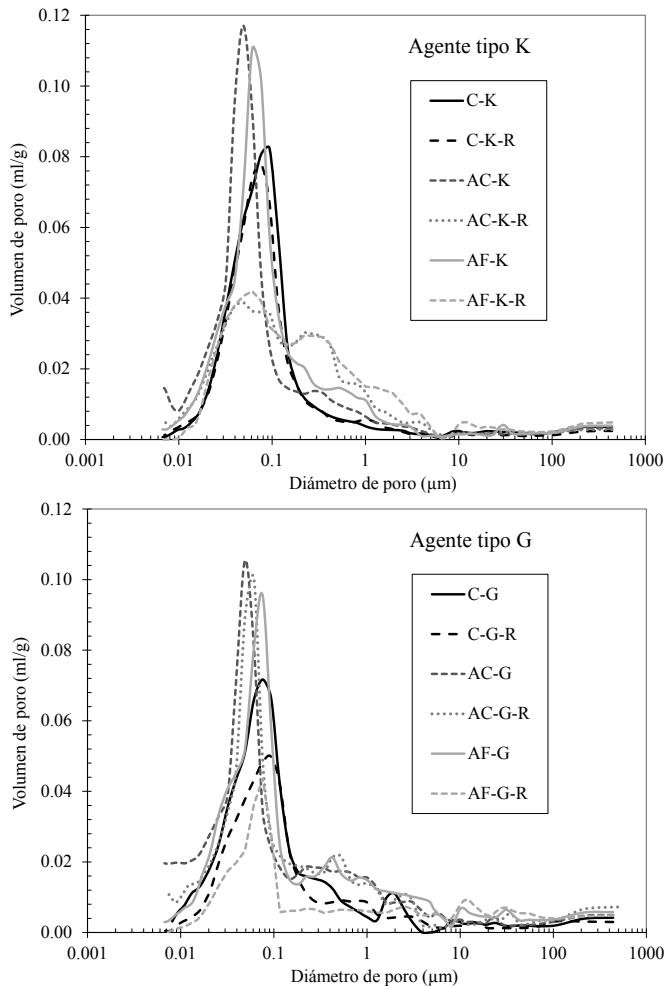 0.12
Agente tipo K
0.10
C-K
C-K-R
0.08
AC-K
AC-K-R
0.06
AF-K
AF-K-R
0.04
0.02
0.00
Volumen de poro (ml/g)
0.001 0.01 0.1 1 10 100 1000
Diámetro de poro (µm)
0.12
Agente tipo G
0.10
C-G
C-G-R
0.08
AC-G
AC-G-R
0.06
AF-G
AF-G-R
0.04
0.02
0.00
Volumen de poro (ml/g)
0.001 0.01 0.1 1 10 100 1000
Diámetro de poro (µm)